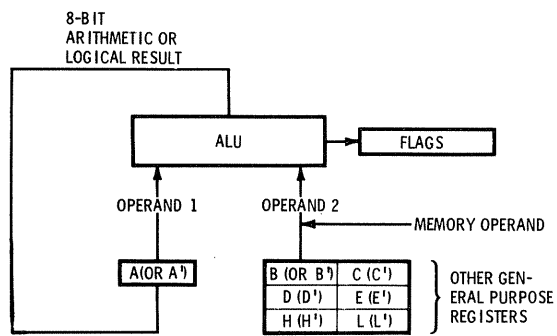 8-BIT
ARITHMETIC OR
LOGICAL RESULT
ALU
FLAGS
OPERAND 1
OPERAND 2
MEMORY OPERAND
A(OR A')
B (OR B') C (C')
D (D') E (E')
H (H') L (L')
OTHER GEN-
ERAL PURPOSE
REGISTERS